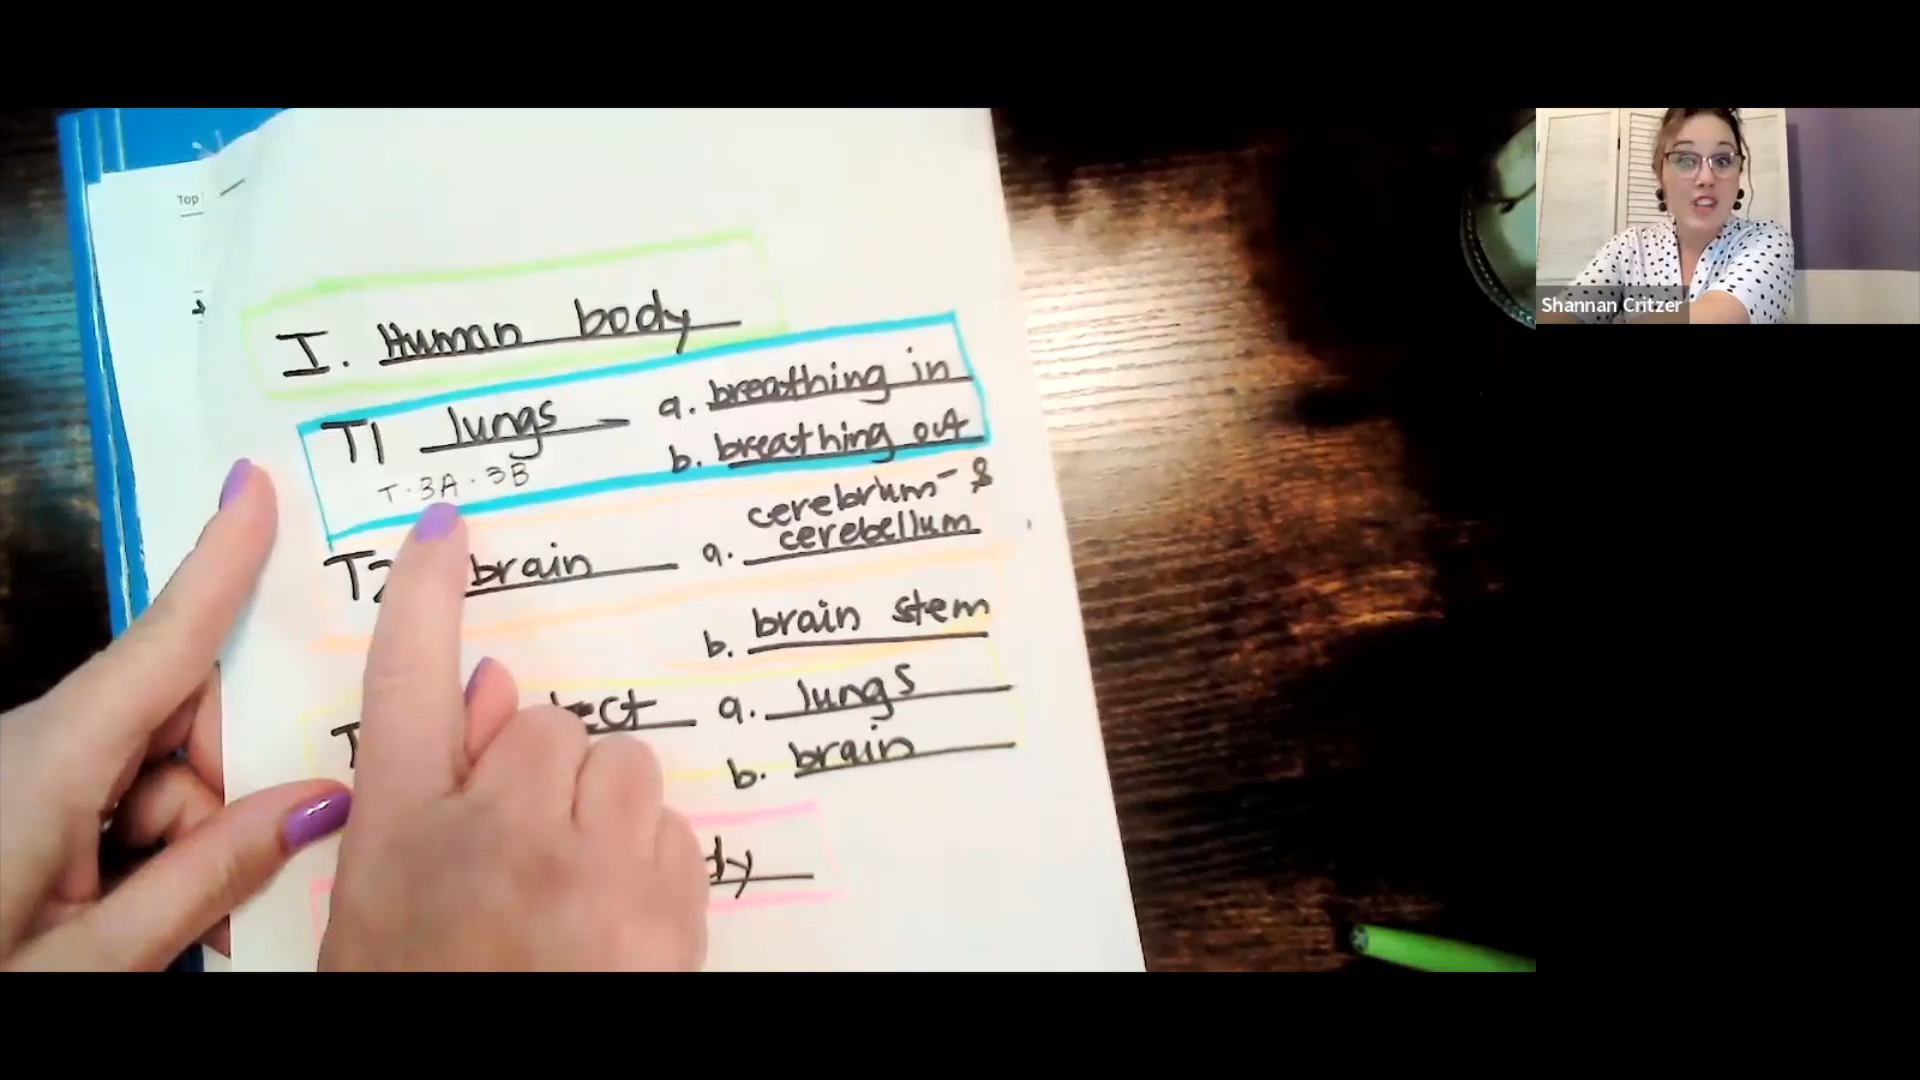 Top
I. Human body
T1 lungs a. breathing in
b. breathing out
T. 3A. 3B
T2 brain a. cerebrum - &
cerebellum
b. brain stem
a. lungs
b. brain
Shannan Critzer